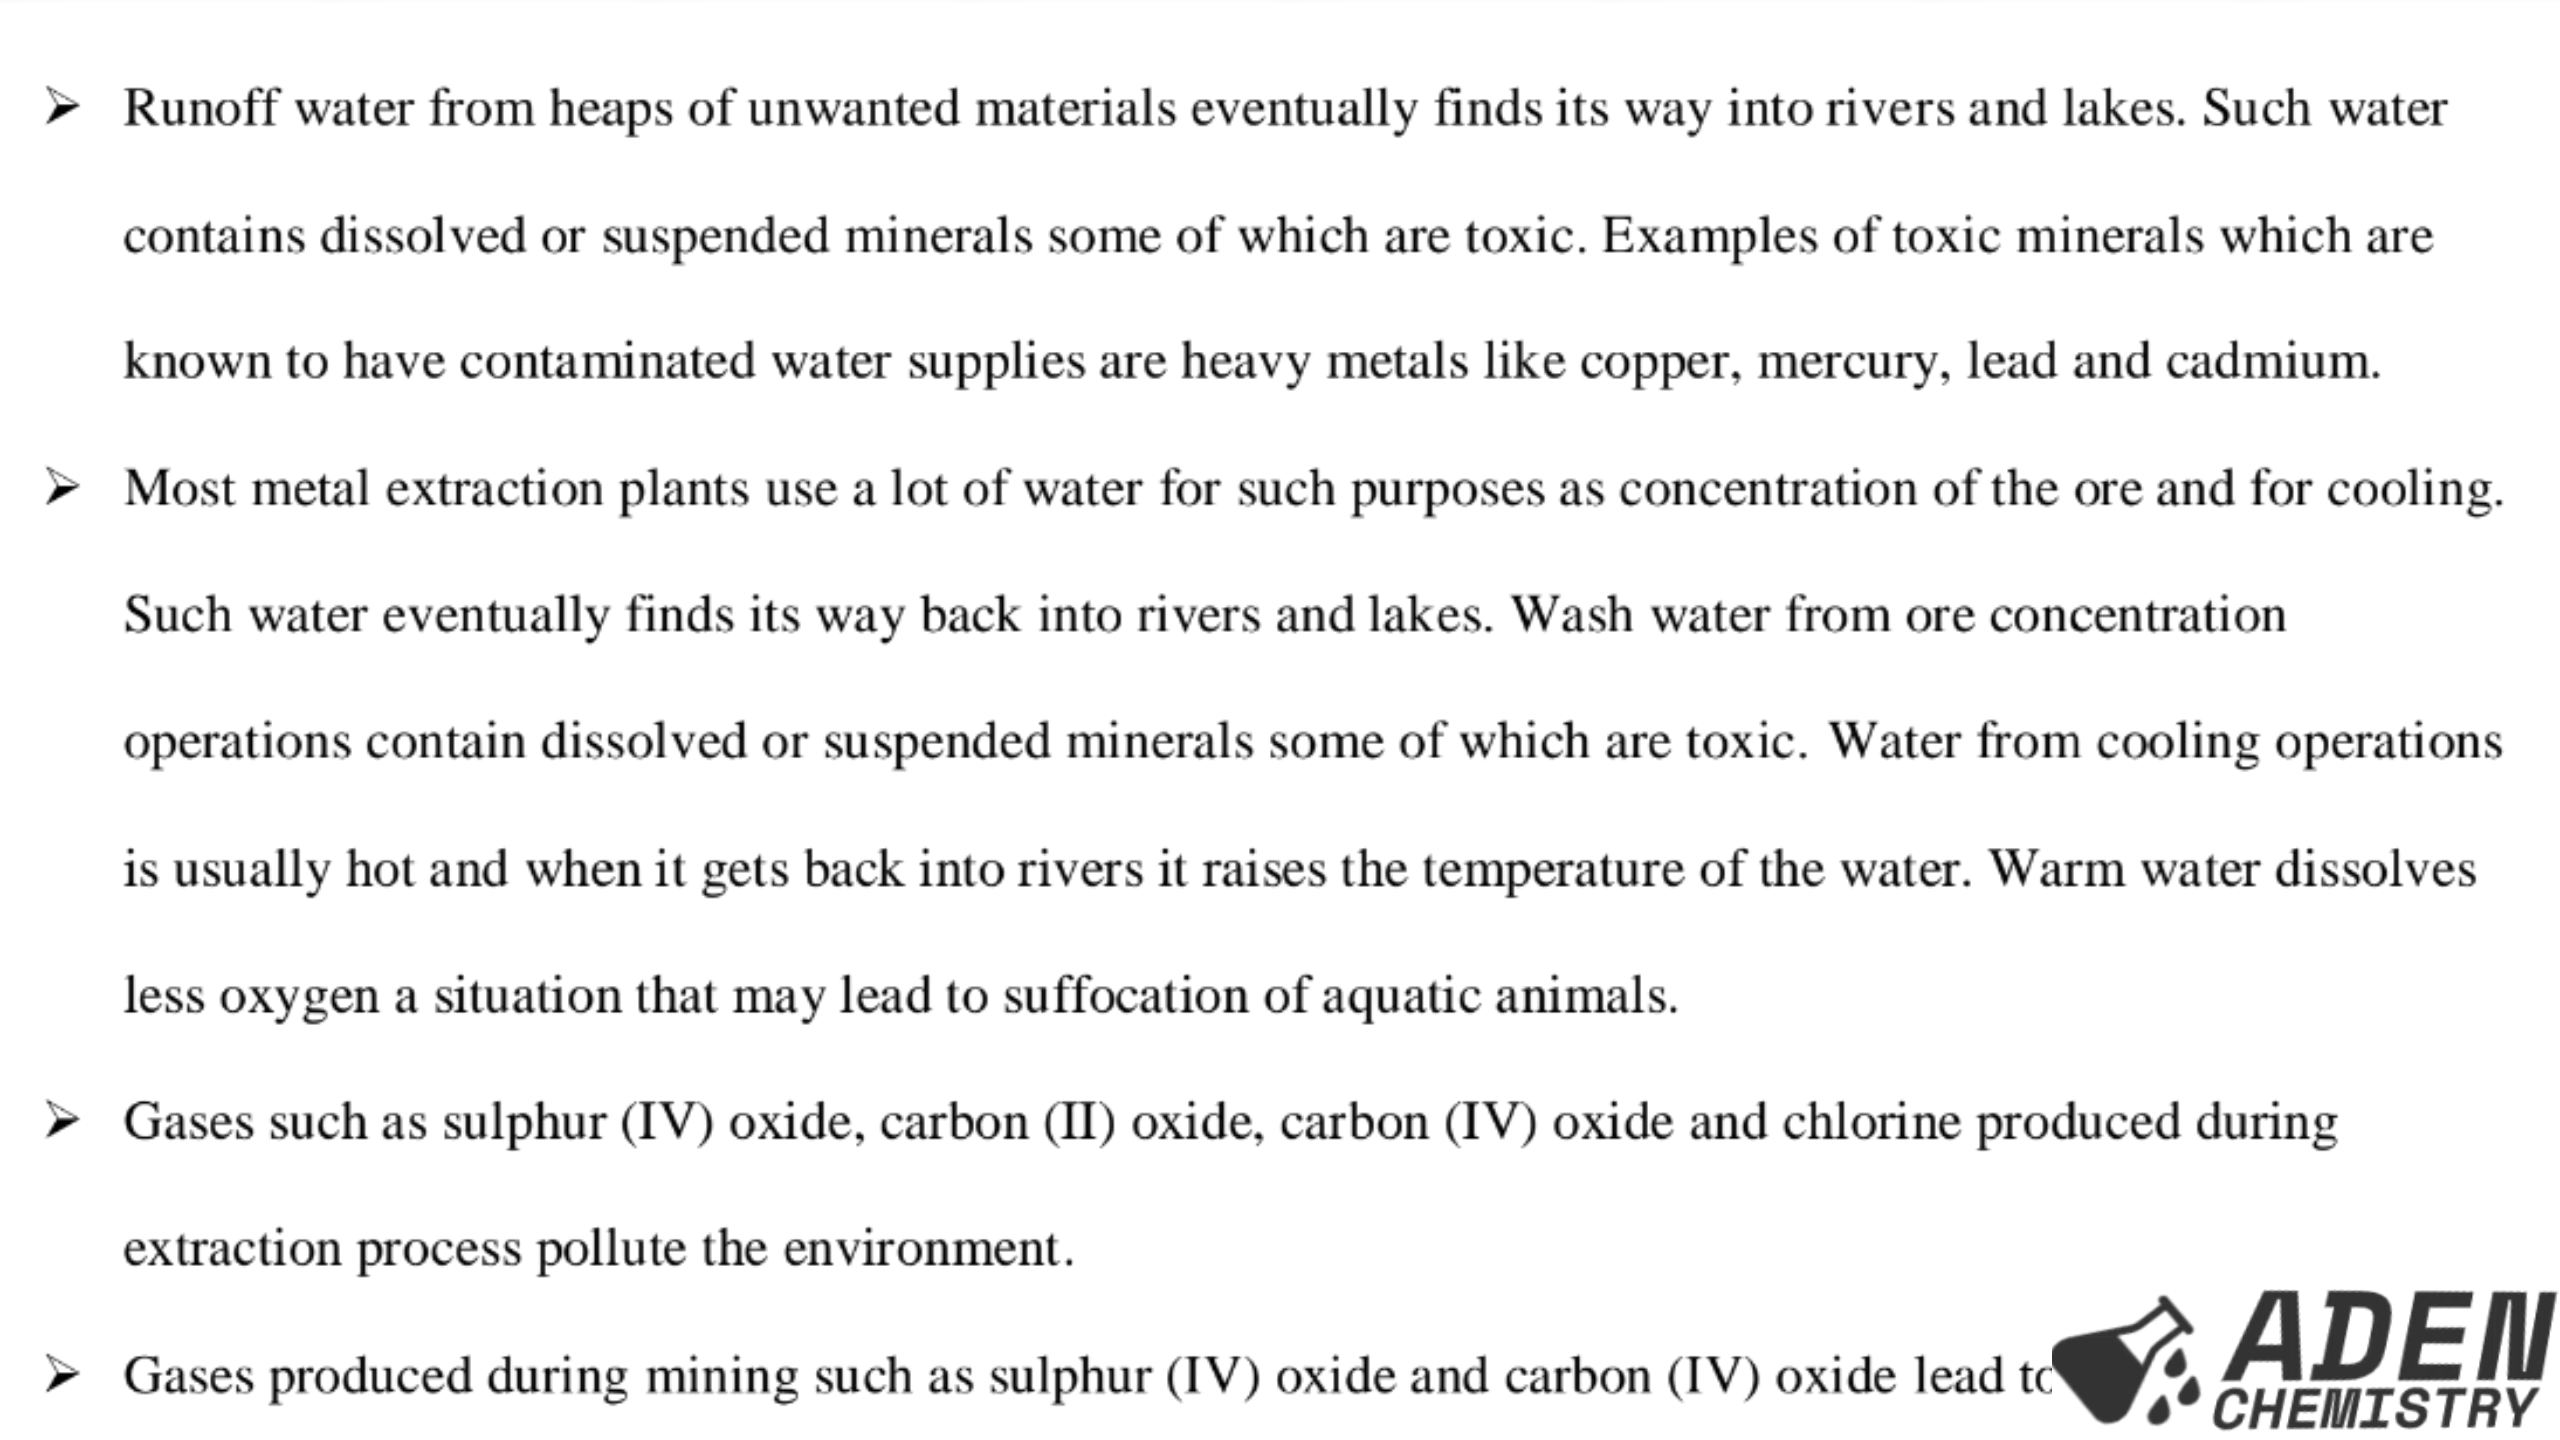 ➢ Runoff water from heaps of unwanted materials eventually finds its way into rivers and lakes. Such water
contains dissolved or suspended minerals some of which are toxic. Examples of toxic minerals which are
known to have contaminated water supplies are heavy metals like copper, mercury, lead and cadmium.
➢ Most metal extraction plants use a lot of water for such purposes as concentration of the ore and for cooling.
Such water eventually finds its way back into rivers and lakes. Wash water from ore concentration
operations contain dissolved or suspended minerals some of which are toxic. Water from cooling operations
is usually hot and when it gets back into rivers it raises the temperature of the water. Warm water dissolves
less oxygen a situation that may lead to suffocation of aquatic animals.
➢ Gases such as sulphur (IV) oxide, carbon (II) oxide, carbon (IV) oxide and chlorine produced during
extraction process pollute the environment.
➢ Gases produced during mining such as sulphur (IV) oxide and carbon (IV) oxide lead to
ADEN
CHEMISTRY